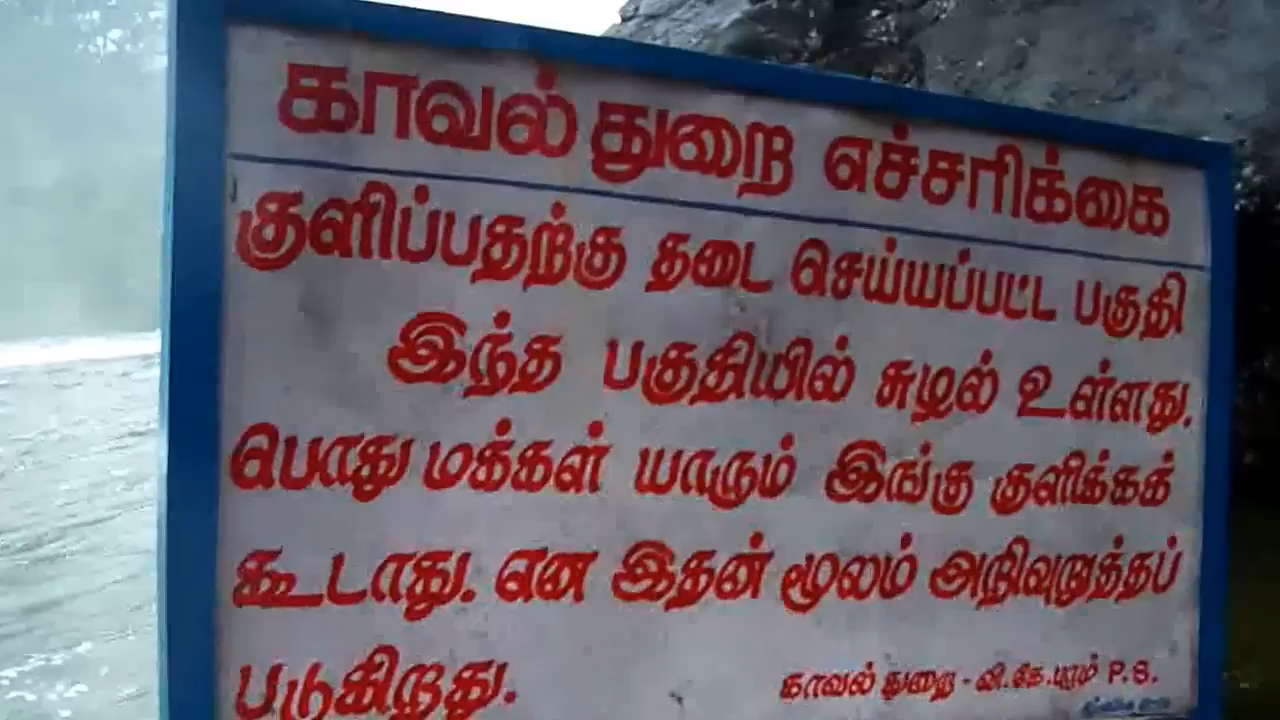 காவல் துறை எச்சரிக்கை
குளிப்பதற்கு தடை செய்யப்பட்ட பகுதி
இந்த பகுதியில் சுழல் உள்ளது.
பொது மக்கள் யாரும் இங்கு குளிக்கக்
கூடாது. என இதன் மூலம் அறிவுறுத்தப்
படுகிறது.
காவல் துறை - வி.கே.புரம் P.S.